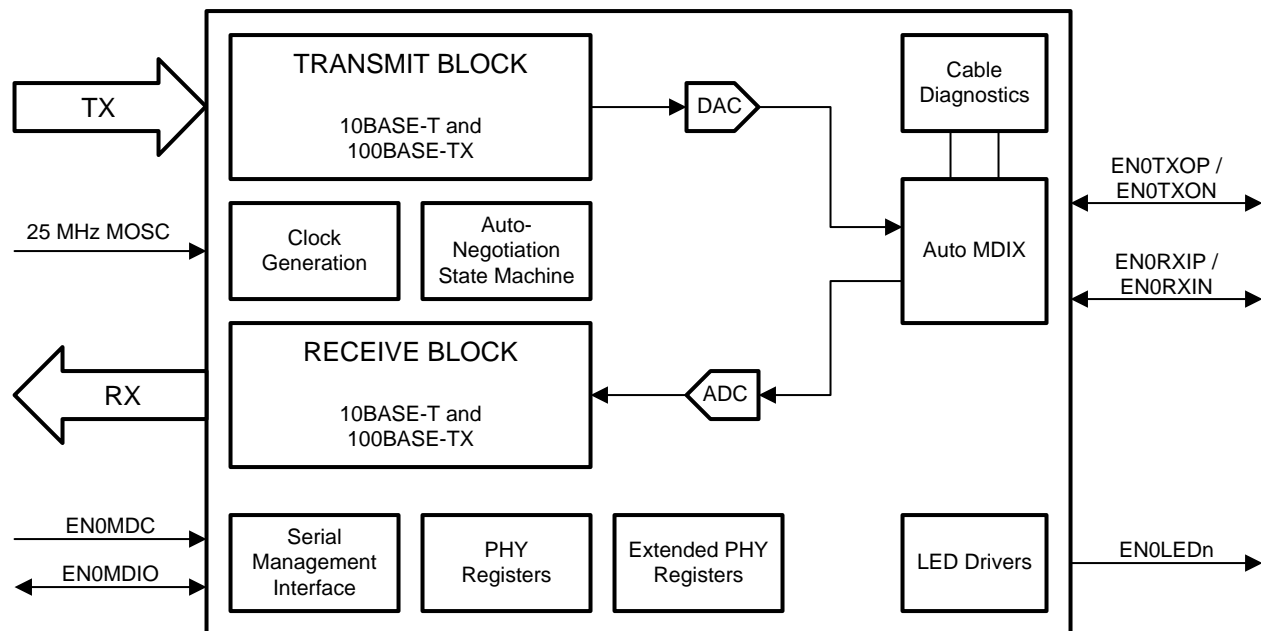 TRANSMIT BLOCK
10BASE-T and
100BASE-TX
TX
DAC
Cable
Diagnostics
EN0TXOP /
EN0TXON
25 MHz MOSC
Clock
Generation
Auto-
Negotiation
State Machine
Auto MDIX
EN0RXIP /
EN0RXIN
RECEIVE BLOCK
10BASE-T and
100BASE-TX
RX
ADC
EN0MDC
EN0MDIO
Serial
Management
Interface
PHY
Registers
Extended PHY
Registers
LED Drivers
EN0LEDn